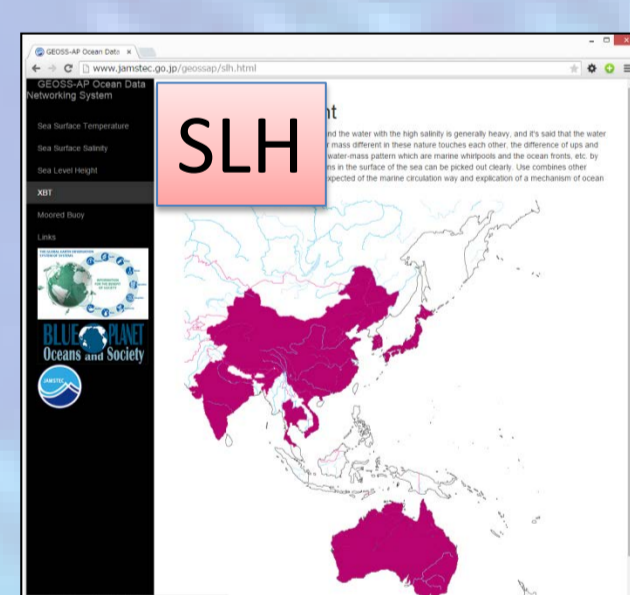 GEOSS-AP Ocean Data
www.jamstec.go.jp/geossap/slh.html
GEOSS-AP Ocean Data
Networking System
SLH
nt
Sea Surface Temperature
Sea Surface Salinity
Sea Level Height
XBT
Moored Buoy
Links
nd the water with the high salinity is generally heavy, and it's said that the water
r mass different in these nature touches each other, the difference of ups and
water-mass pattern which are marine whirlpools and the ocean fronts, etc. by
ns in the surface of the sea can be picked out clearly. Use combines other
xpected of the marine circulation way and explication of a mechanism of ocean
BLUE PLANET
Oceans and Society
JAMSTEC